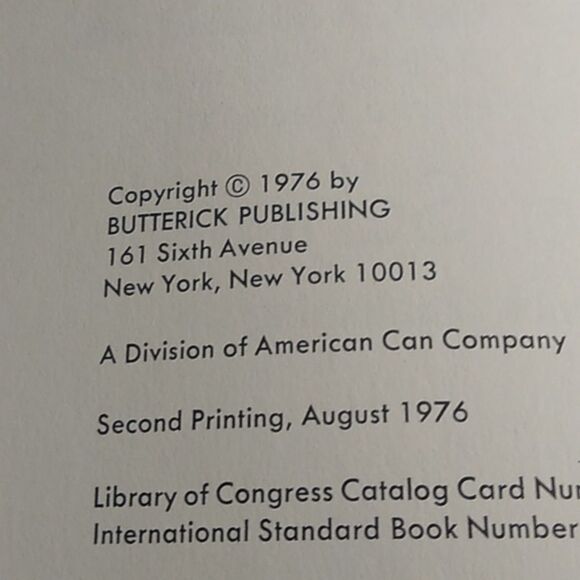 Copyright © 1976 by
BUTTERICK PUBLISHING
161 Sixth Avenue
New York, New York 10013
A Division of American Can Company
Second Printing, August 1976
Library of Congress Catalog Card
International Standard Book Number